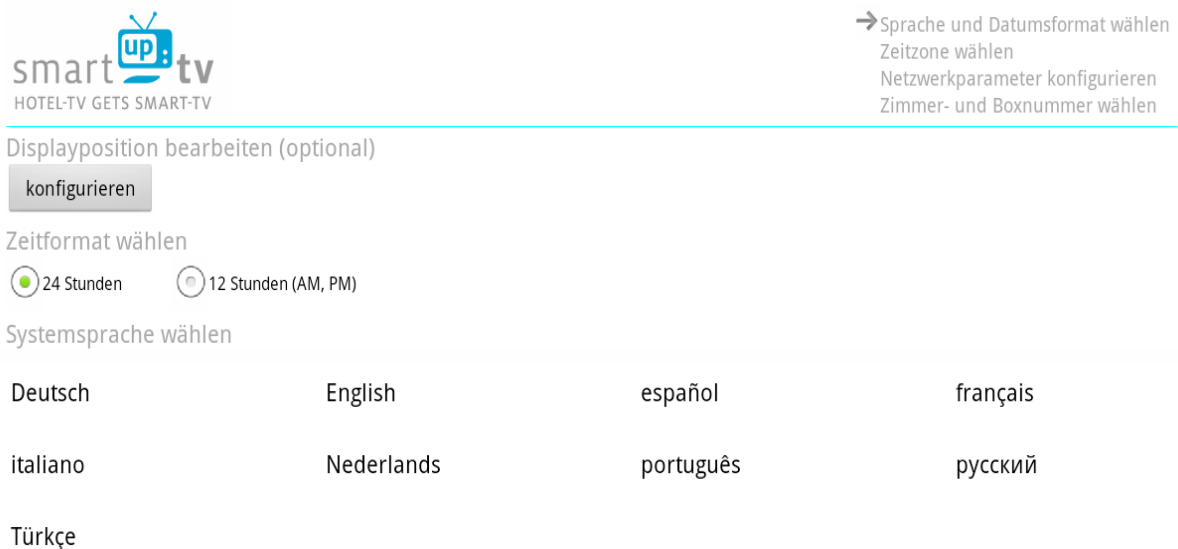 smart up tv
HOTEL-TV GETS SMART-TV
Sprache und Datumsformat wählen
Zeitzone wählen
Netzwerkparameter konfigurieren
Zimmer- und Boxnummer wählen
Displayposition bearbeiten (optional)
konfigurieren
Zeitformat wählen
24 Stunden 12 Stunden (AM, PM)
Systemsprache wählen
Deutsch English español français
italiano Nederlands português русский
Türkçe